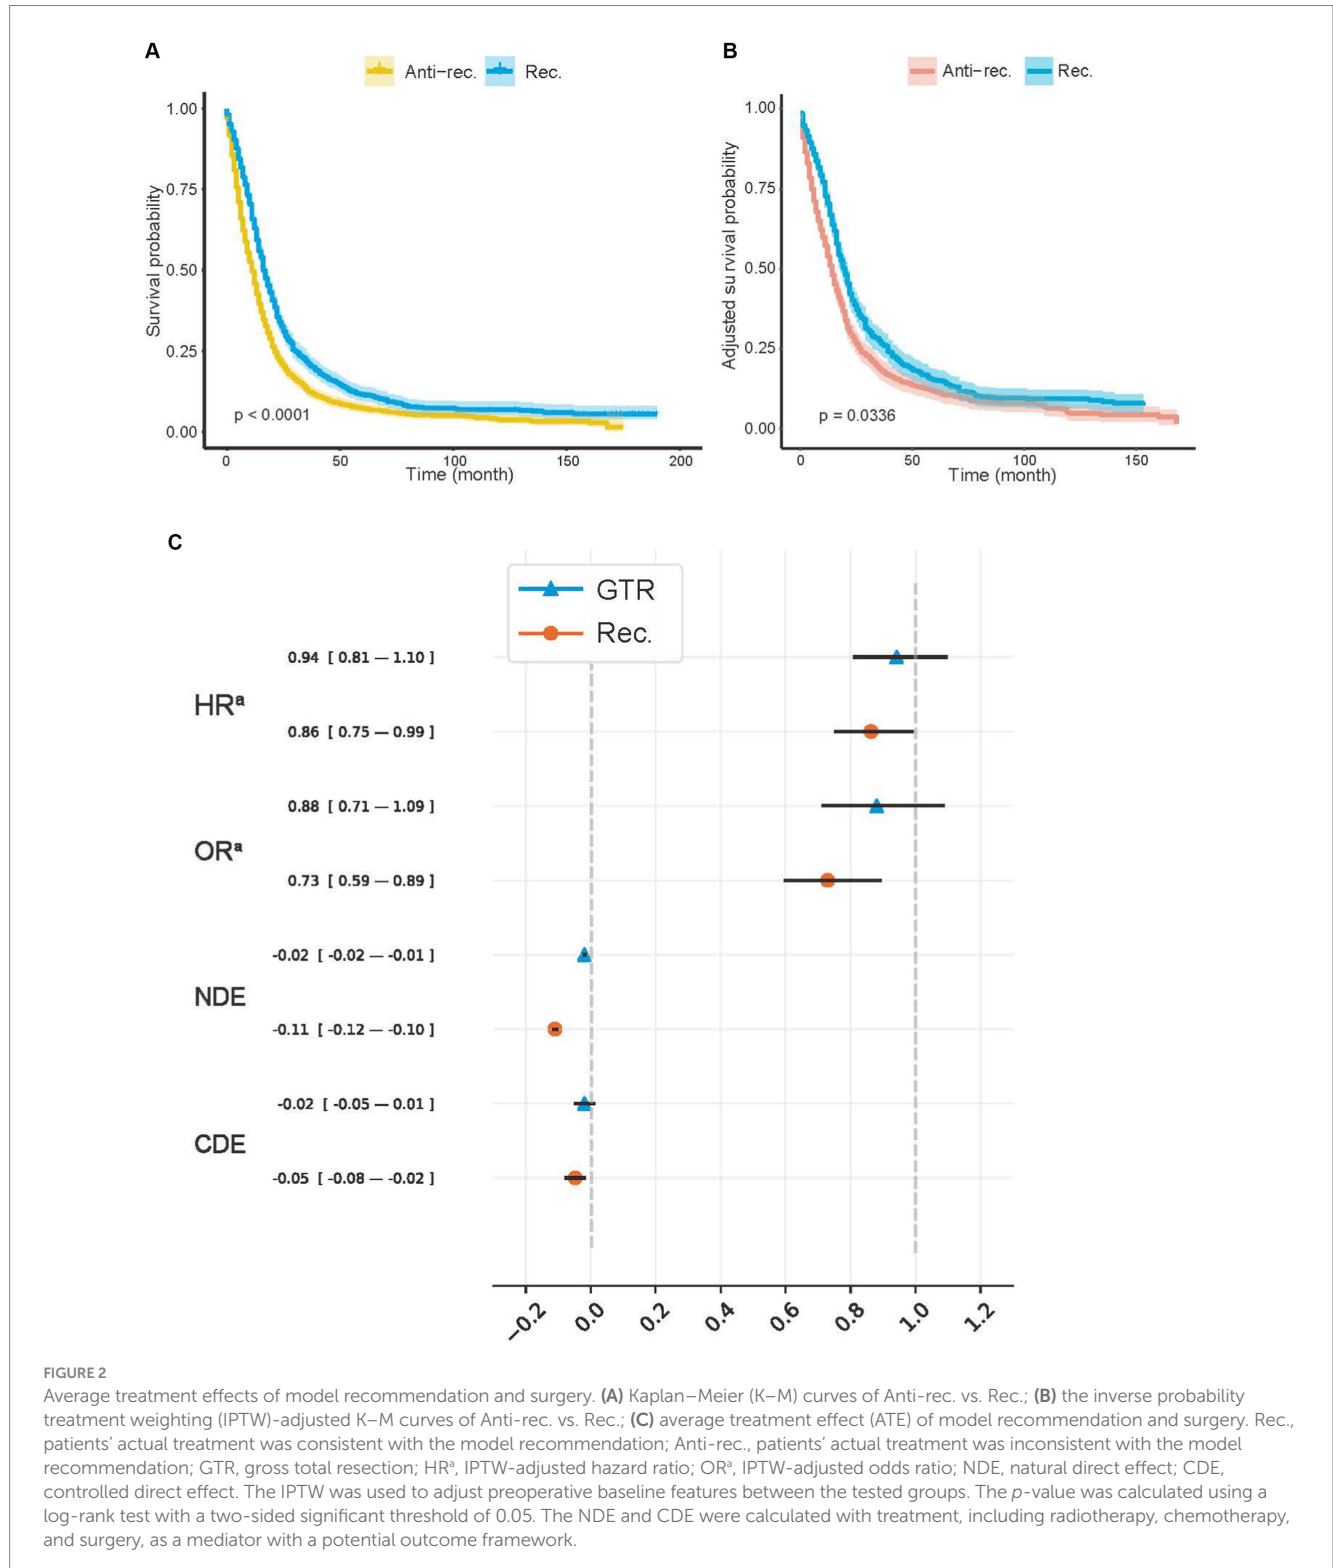 A
Anti-rec. Rec.
1.00
0.75
0.50
0.25
0.00
Survival probability
p < 0.0001
0 50 100 150 200
Time (month)
B
Anti-rec. Rec.
1.00
0.75
0.50
0.25
0.00
Adjusted survival probability
p = 0.0336
0 50 100 150
Time (month)
C
GTR
Rec.
0.94 [ 0.81 — 1.10 ]
HRª
0.86 [ 0.75 — 0.99 ]
0.88 [ 0.71 — 1.09 ]
ORª
0.73 [ 0.59 — 0.89 ]
-0.02 [ -0.02 — -0.01 ]
NDE
-0.11 [ -0.12 — -0.10 ]
-0.02 [ -0.05 — 0.01 ]
CDE
-0.05 [ -0.08 — -0.02 ]
−0.2 0.0 0.2 0.4 0.6 0.8 1.0 1.2
FIGURE 2
Average treatment effects of model recommendation and surgery. (A) Kaplan–Meier (K–M) curves of Anti-rec. vs. Rec.; (B) the inverse probability
treatment weighting (IPTW)-adjusted K–M curves of Anti-rec. vs. Rec.; (C) average treatment effect (ATE) of model recommendation and surgery. Rec.,
patients’ actual treatment was consistent with the model recommendation; Anti-rec., patients’ actual treatment was inconsistent with the model
recommendation; GTR, gross total resection; HRª, IPTW-adjusted hazard ratio; ORª, IPTW-adjusted odds ratio; NDE, natural direct effect; CDE,
controlled direct effect. The IPTW was used to adjust preoperative baseline features between the tested groups. The p-value was calculated using a
log-rank test with a two-sided significant threshold of 0.05. The NDE and CDE were calculated with treatment, including radiotherapy, chemotherapy,
and surgery, as a mediator with a potential outcome framework.